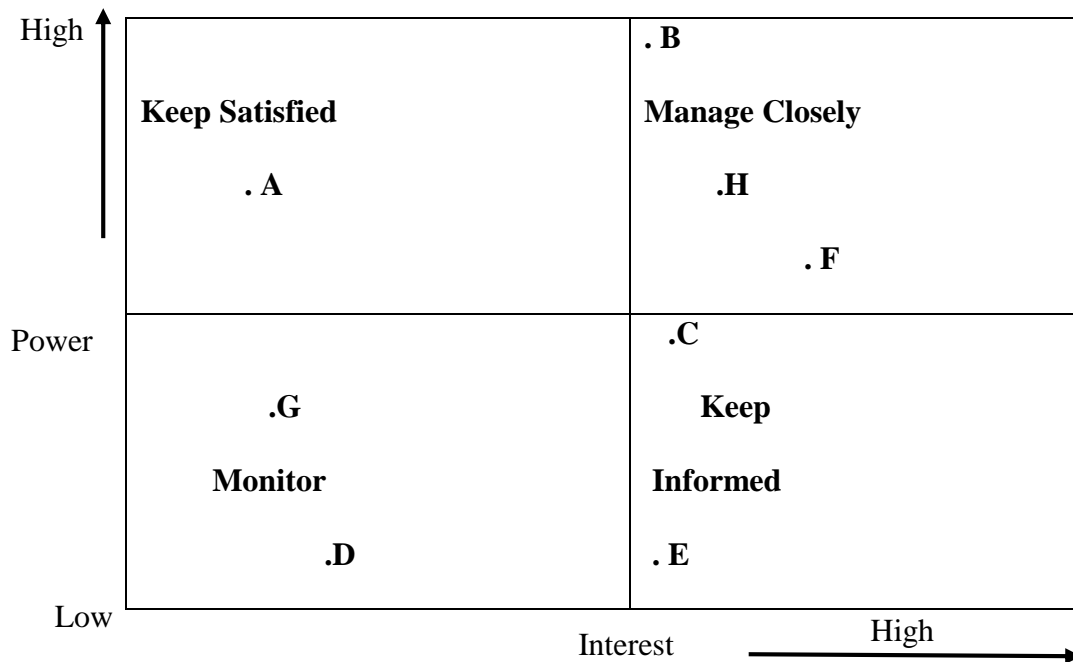 High
. B
Keep Satisfied
Manage Closely
. A
.H
. F
Power
.C
.G
Keep
Monitor
Informed
.D
. E
Low
Interest
High